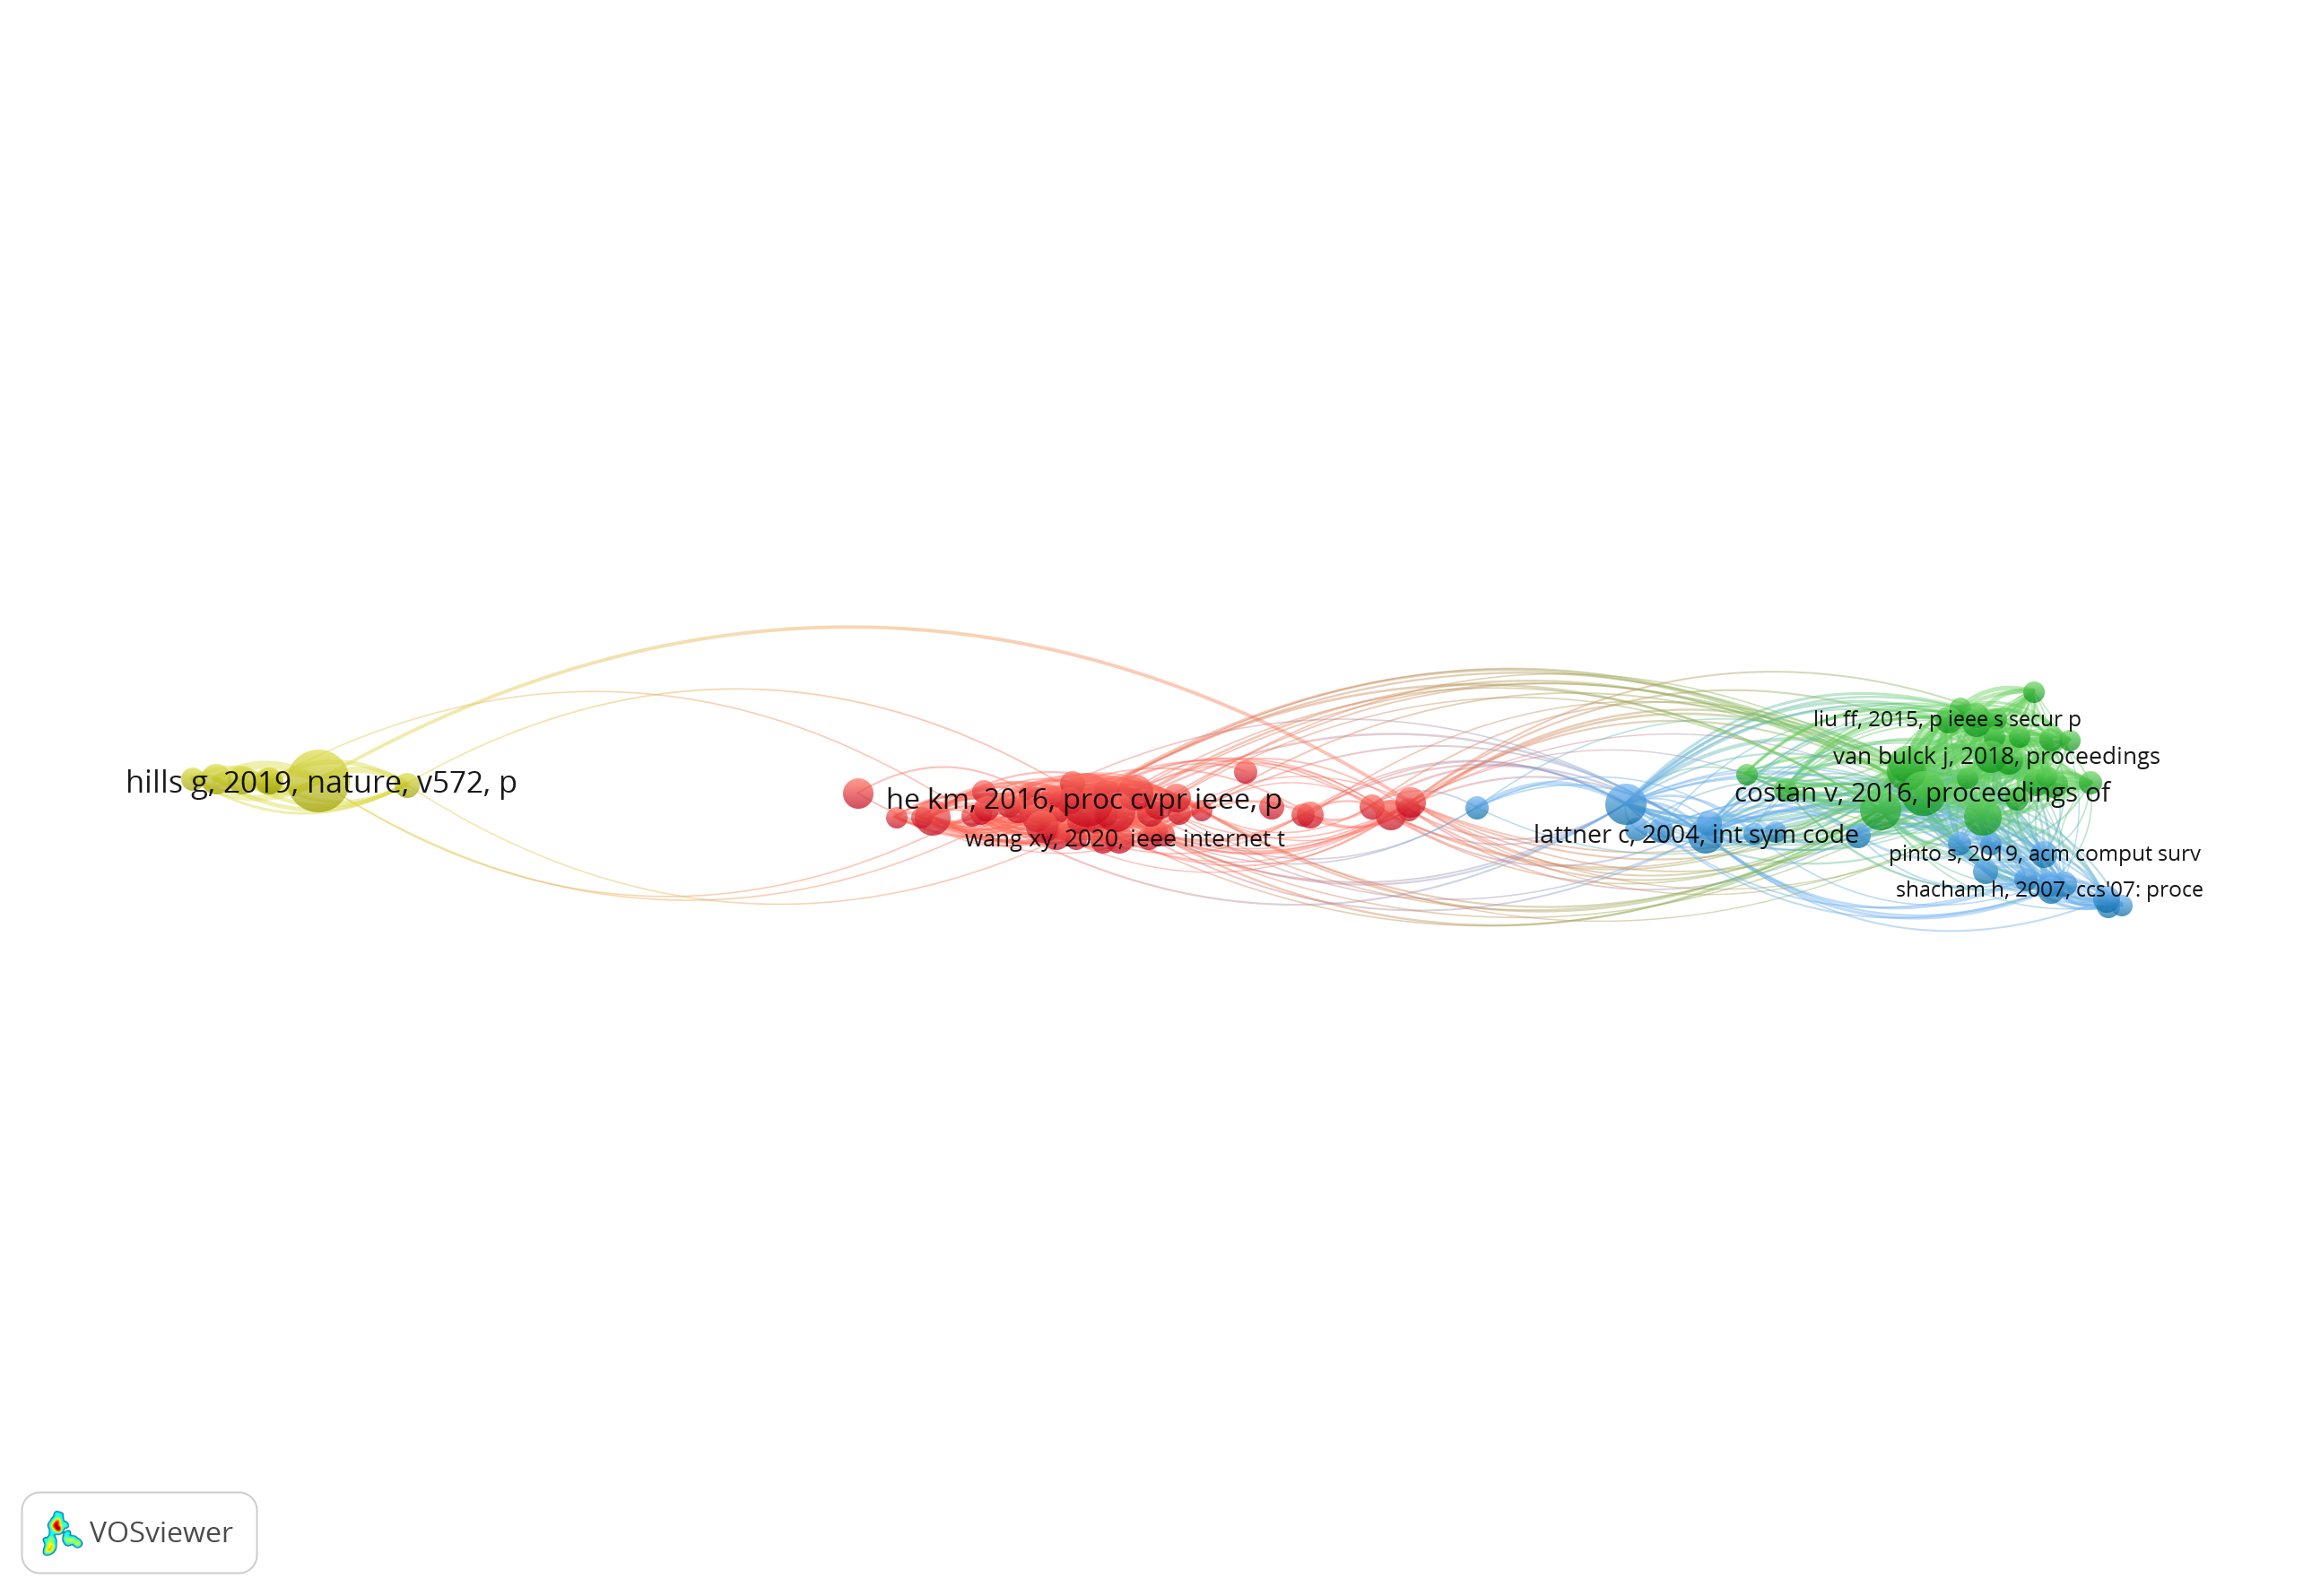 liu ff, 2015, p ieee s secur p
van bulck j, 2018, proceedings
hills g, 2019, nature, v572, p
he km, 2016, proc cvpr ieee, p
costan v, 2016, proceedings of
wang xy, 2020, ieee internet t
lattner c, 2004, int sym code
pinto s, 2019, acm comput surv
shacham h, 2007, ccs'07: proce
VOSviewer